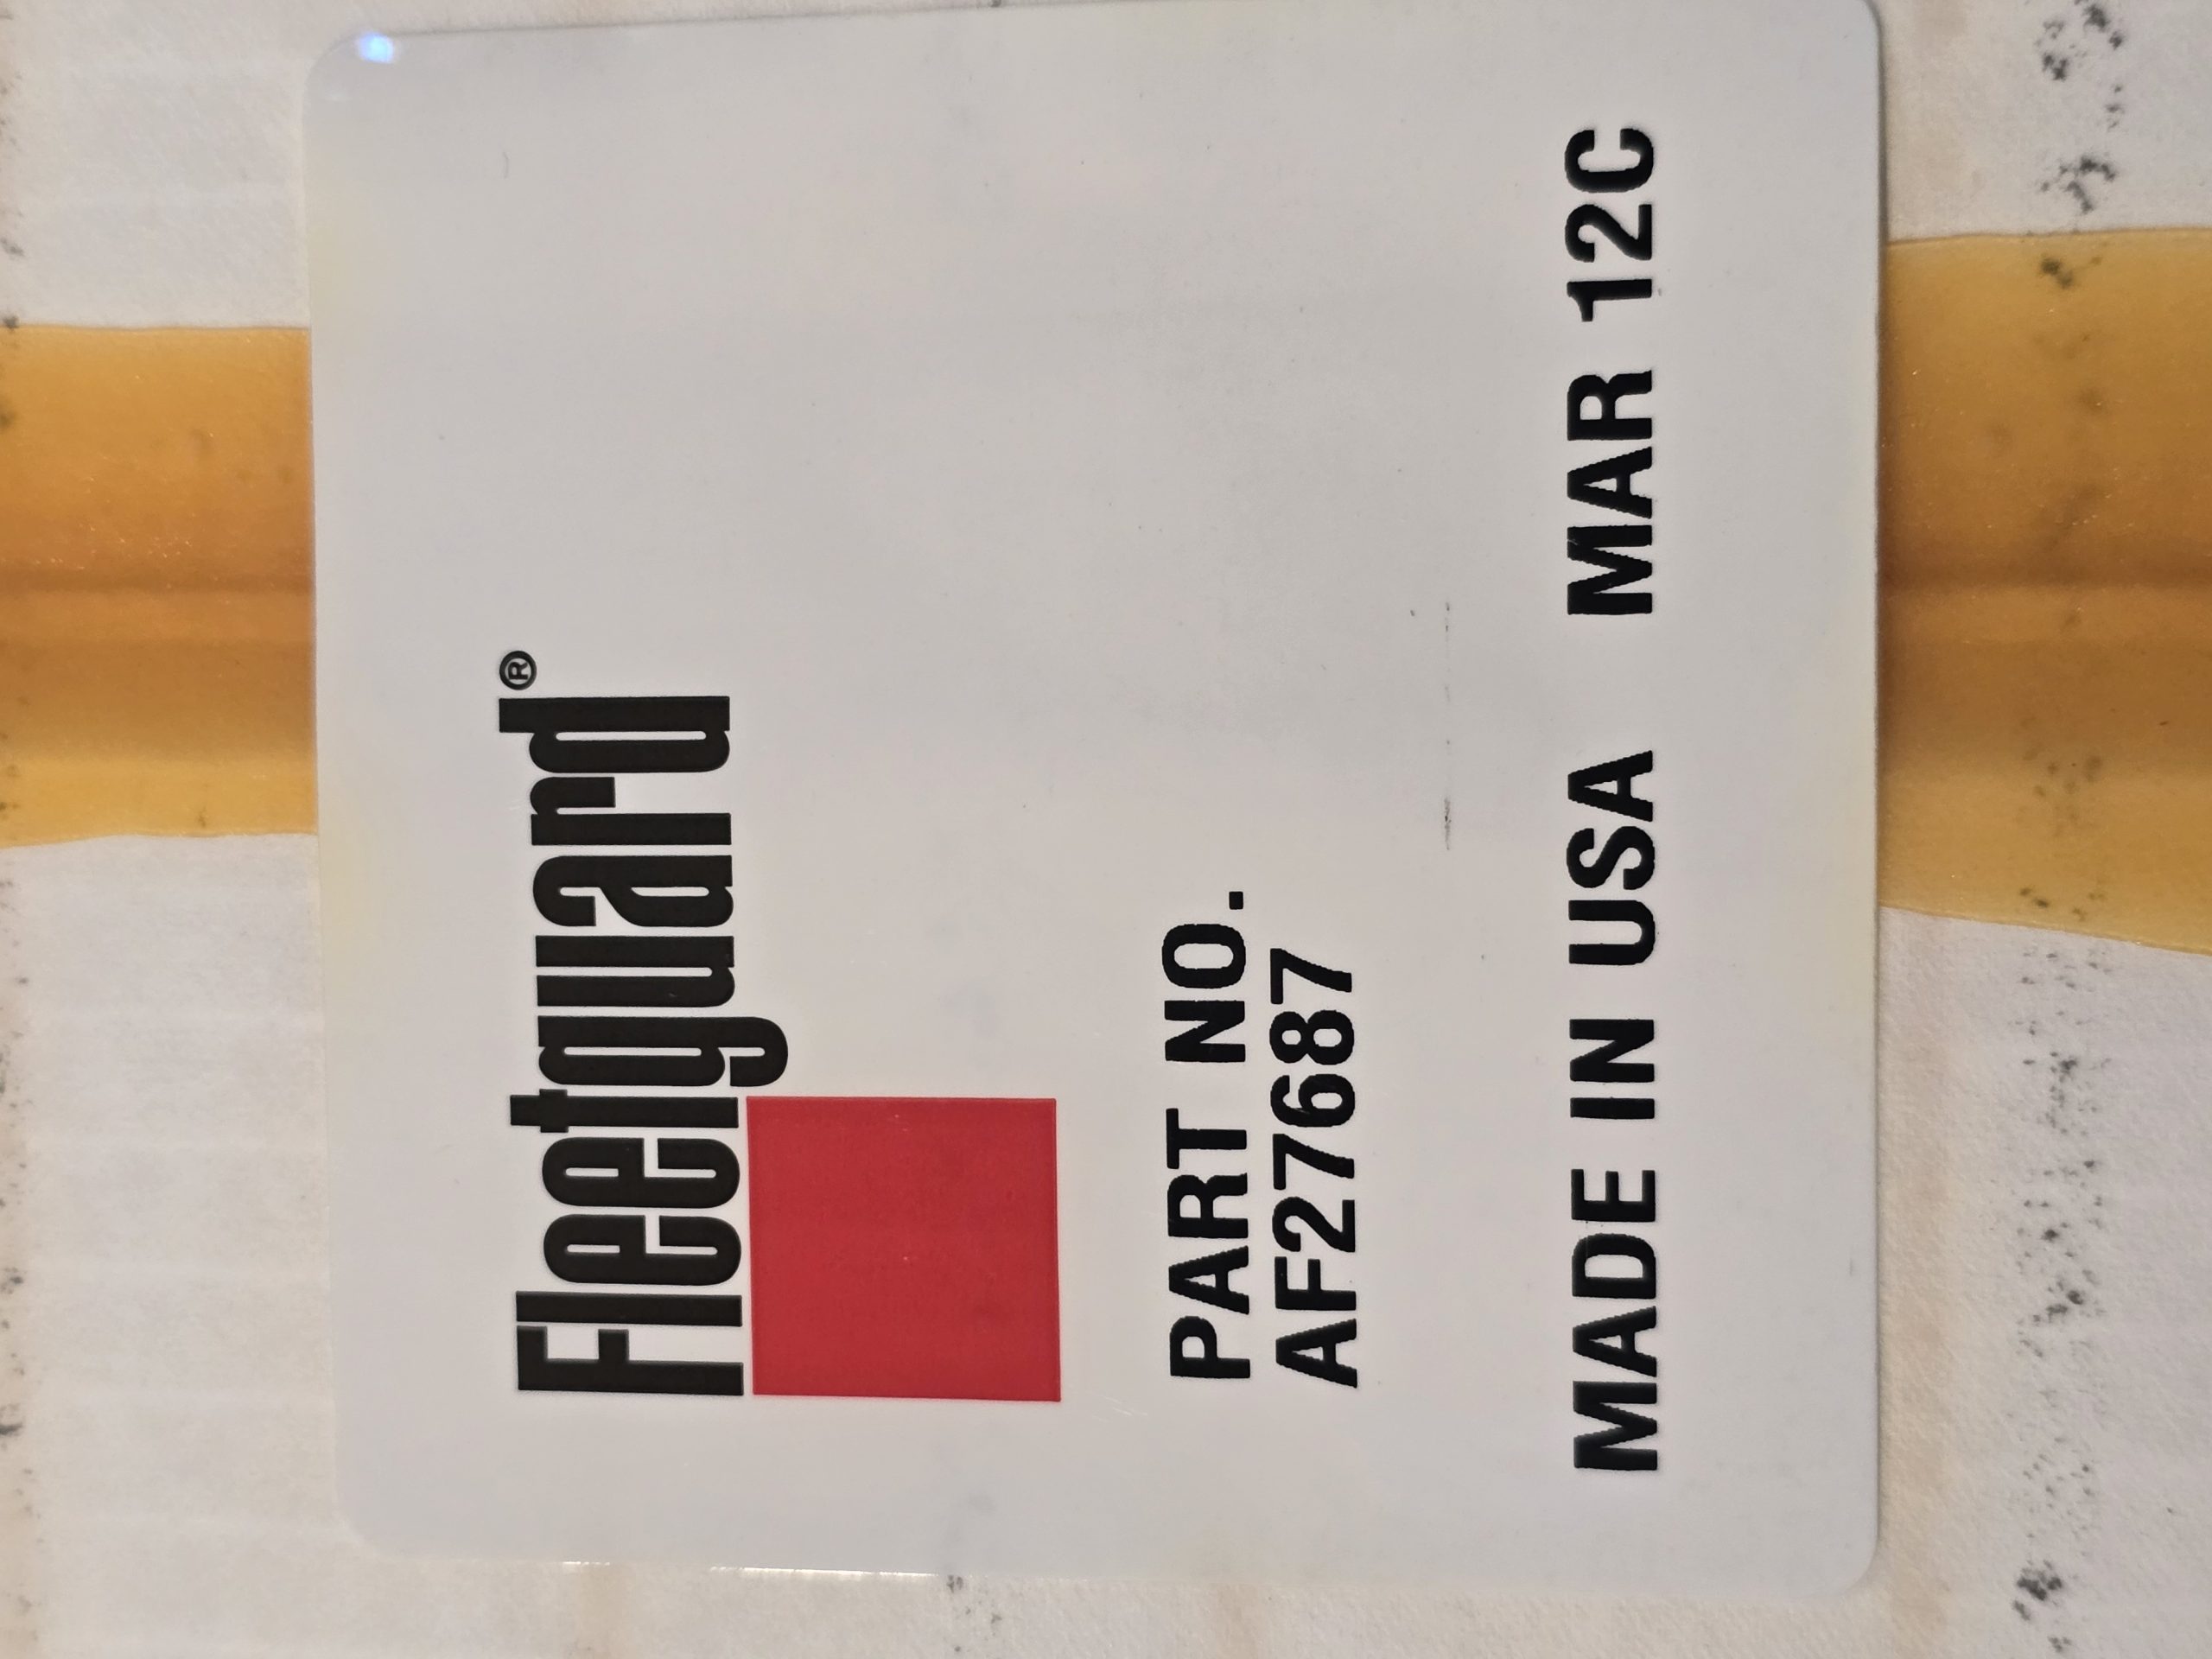 Fleetguard®
PART NO.
AF27687
MADE IN USA MAR 12C